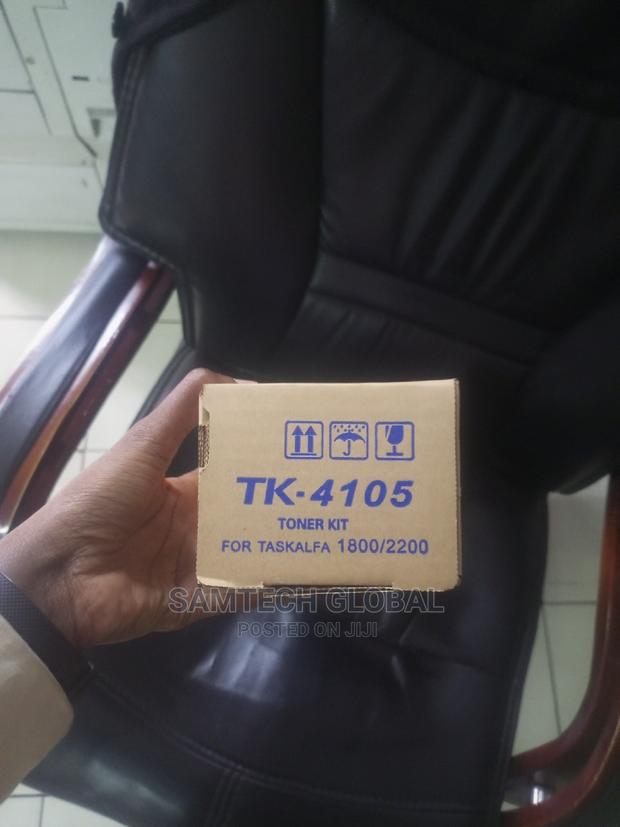 TK-4105
TONER KIT
FOR TASKALFA 1800/2200
SAMTECH GLOBAL
POSTED ON JIJI